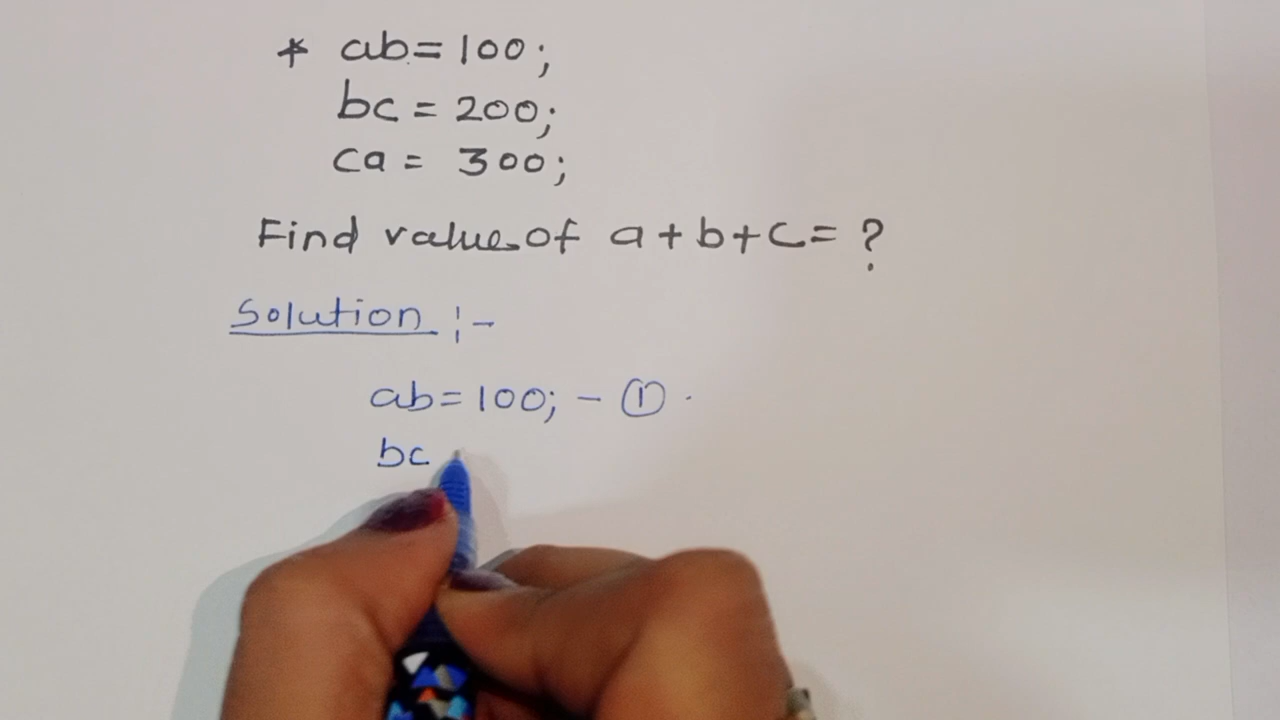 * ab=100;
bc = 200;
ca = 300;
Find value of a+b+c= ?
Solution :-
ab=100; - ①.
bc